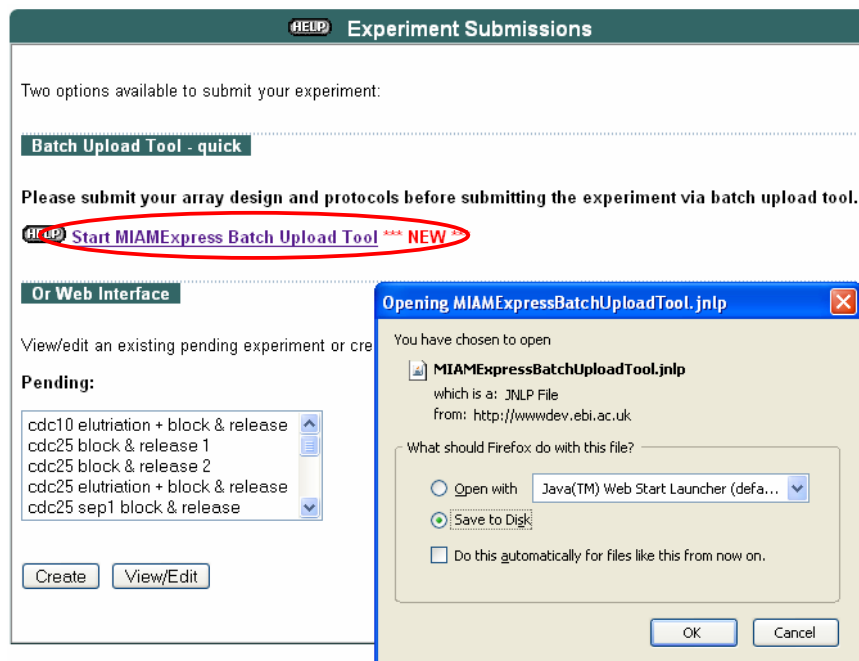 HELP Experiment Submissions
Two options available to submit your experiment:
Batch Upload Tool - quick
Please submit your array design and protocols before submitting the experiment via batch upload tool.
HELP Start MIAMExpress Batch Upload Tool *** NEW **
Or Web Interface
View/edit an existing pending experiment or cre
Pending:
cdc10 elutriation + block & release
cdc25 block & release 1
cdc25 block & release 2
cdc25 elutriation + block & release
cdc25 sep1 block & release
Create View/Edit
Opening MIAMExpressBatchUploadTool.jnlp
You have chosen to open
MIAMExpressBatchUploadTool.jnlp
which is a: JNLP File
from: http://wwwdev.ebi.ac.uk
What should Firefox do with this file?
Open with Java(TM) Web Start Launcher (defa...
Save to Disk
Do this automatically for files like this from now on.
OK Cancel